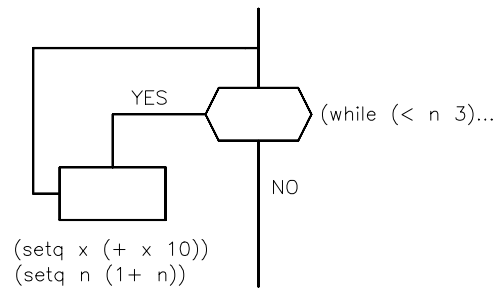 YES
(while (< n 3)...
NO
(setq x (+ x 10))
(setq n (1+ n))